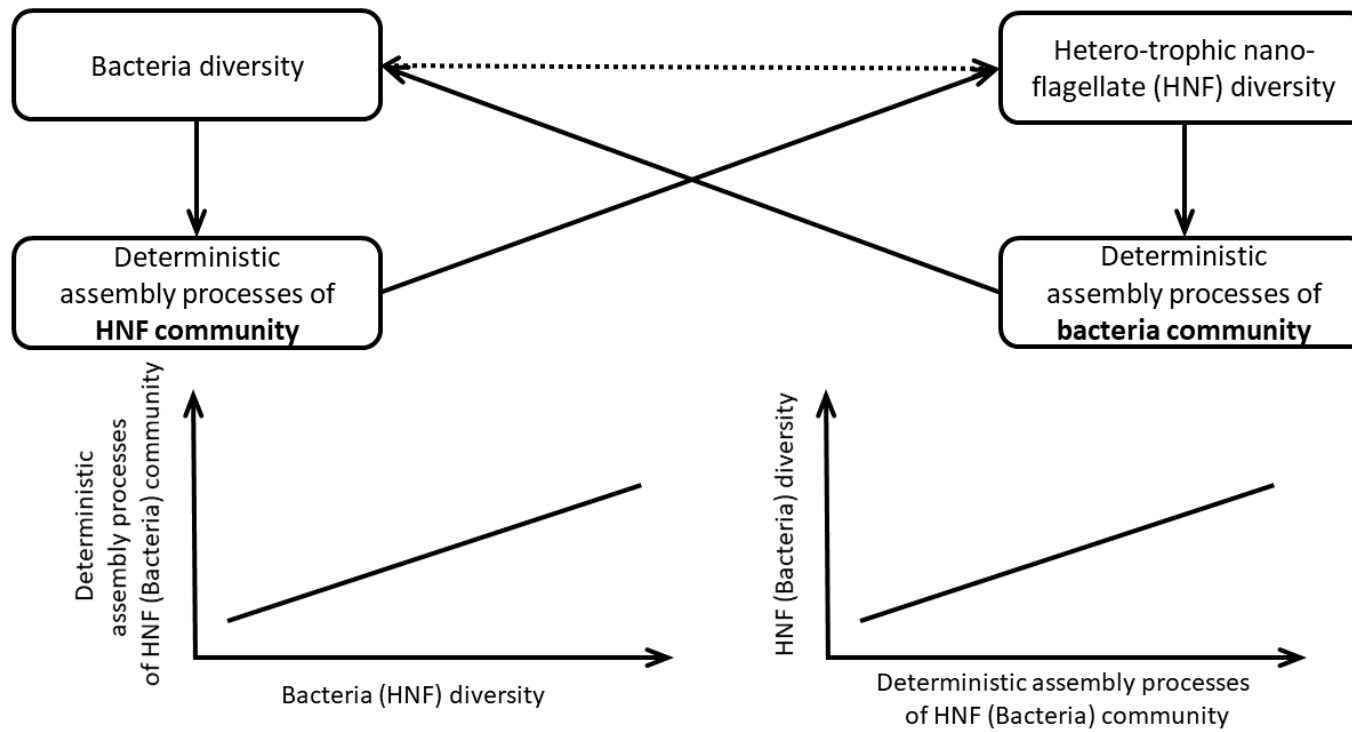 Bacteria diversity
Hetero-trophic nano-
flagellate (HNF) diversity
Deterministic
assembly processes of
HNF community
Deterministic
assembly processes of
bacteria community
Deterministic
assembly processes
of HNF (Bacteria) community
Bacteria (HNF) diversity
HNF (Bacteria) diversity
Deterministic assembly processes
of HNF (Bacteria) community